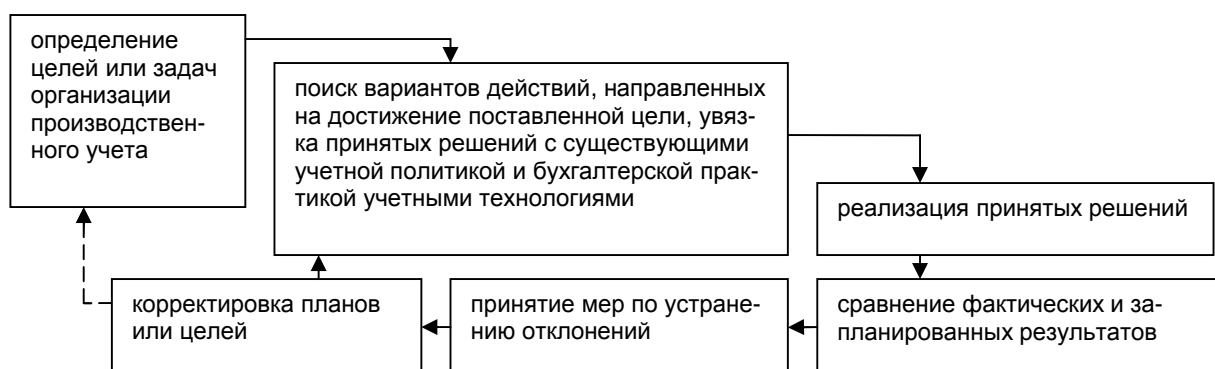 определение
целей или задач
организации
производствен-
ного учета
поиск вариантов действий, направленных
на достижение поставленной цели, увяз-
ка принятых решений с существующими
учетной политикой и бухгалтерской прак-
тикой учетными технологиями
реализация принятых решений
сравнение фактических и за-
планированных результатов
принятие мер по устране-
нию отклонений
корректировка планов
или целей